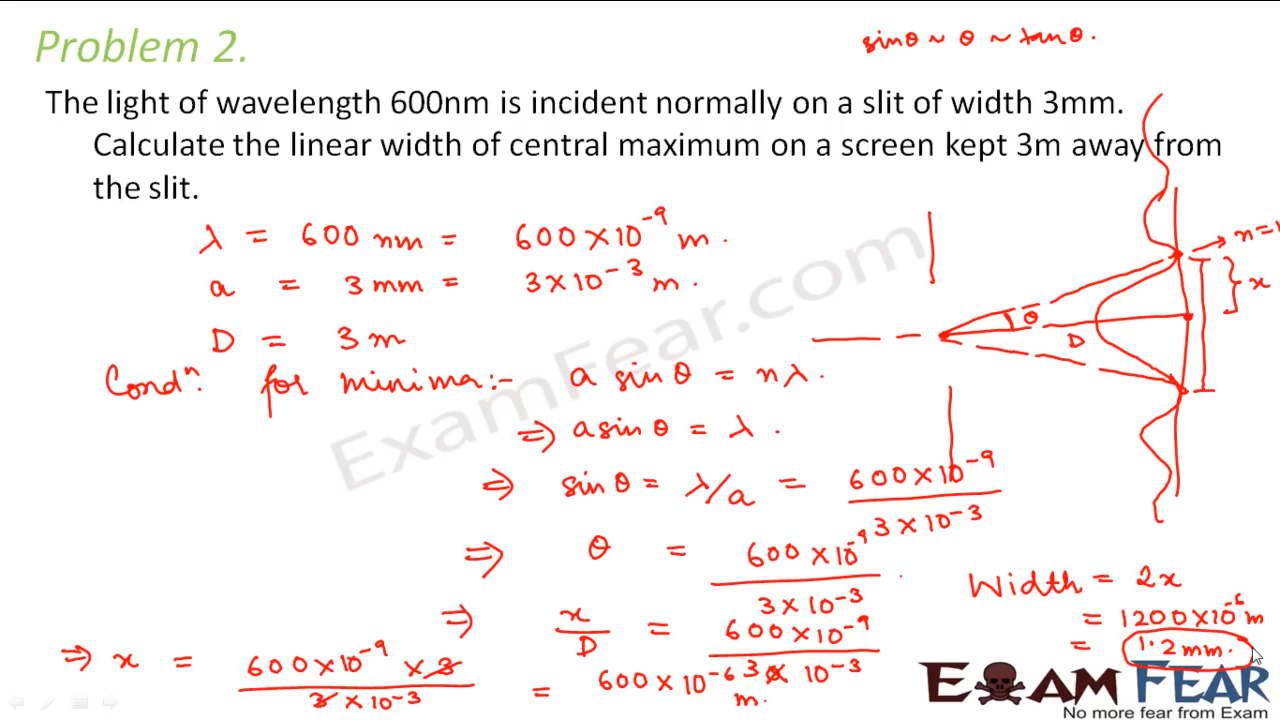 Problem 2.
sinθ ~ θ ~ tanθ.
The light of wavelength 600nm is incident normally on a slit of width 3mm.
Calculate the linear width of central maximum on a screen kept 3m away from
the slit.
λ = 600 nm = 600 × 10⁻⁹ m.
a = 3 mm = 3 × 10⁻³ m.
D = 3 m
n=1
x
θ
D
Condⁿ. for minima:- a sin θ = nλ.
⇒ a sin θ = λ.
⇒ sin θ = λ/a = 600 × 10⁻⁹ / 3 × 10⁻³
⇒ θ = 600 × 10⁻⁹ / 3 × 10⁻³.
⇒ x/D = 600 × 10⁻⁹ / 3 × 10⁻³
⇒ x = 600 × 10⁻⁹ × 3 / 3 × 10⁻³ = 600 × 10⁻⁶ m.
Width = 2x
= 1200 × 10⁻⁶ m
= 1.2 mm.
ExamFear.com
EXAM FEAR
No more fear from Exam